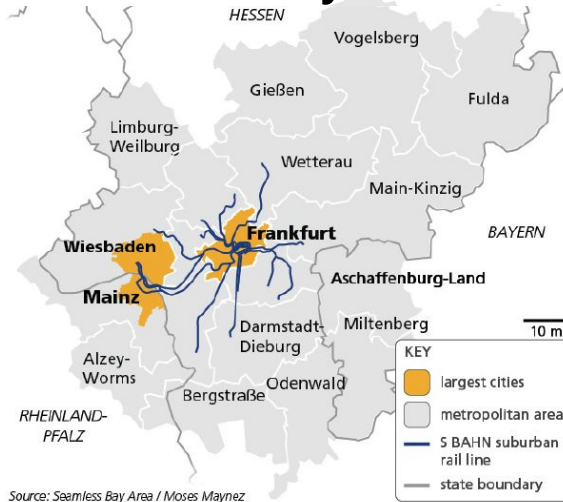 HESSEN
Vogelsberg
Gießen
Fulda
Limburg-
Weilburg
Wetterau
Main-Kinzig
Wiesbaden
Frankfurt
BAYERN
Aschaffenburg-Land
Mainz
Darmstadt-
Dieburg
Miltenberg
10 m
Alzey-
Worms
Bergstraße
Odenwald
RHEINLAND-
PFALZ
KEY
largest cities
metropolitan area
S BAHN suburban
rail line
state boundary
Source: Seamless Bay Area / Moses Maynez